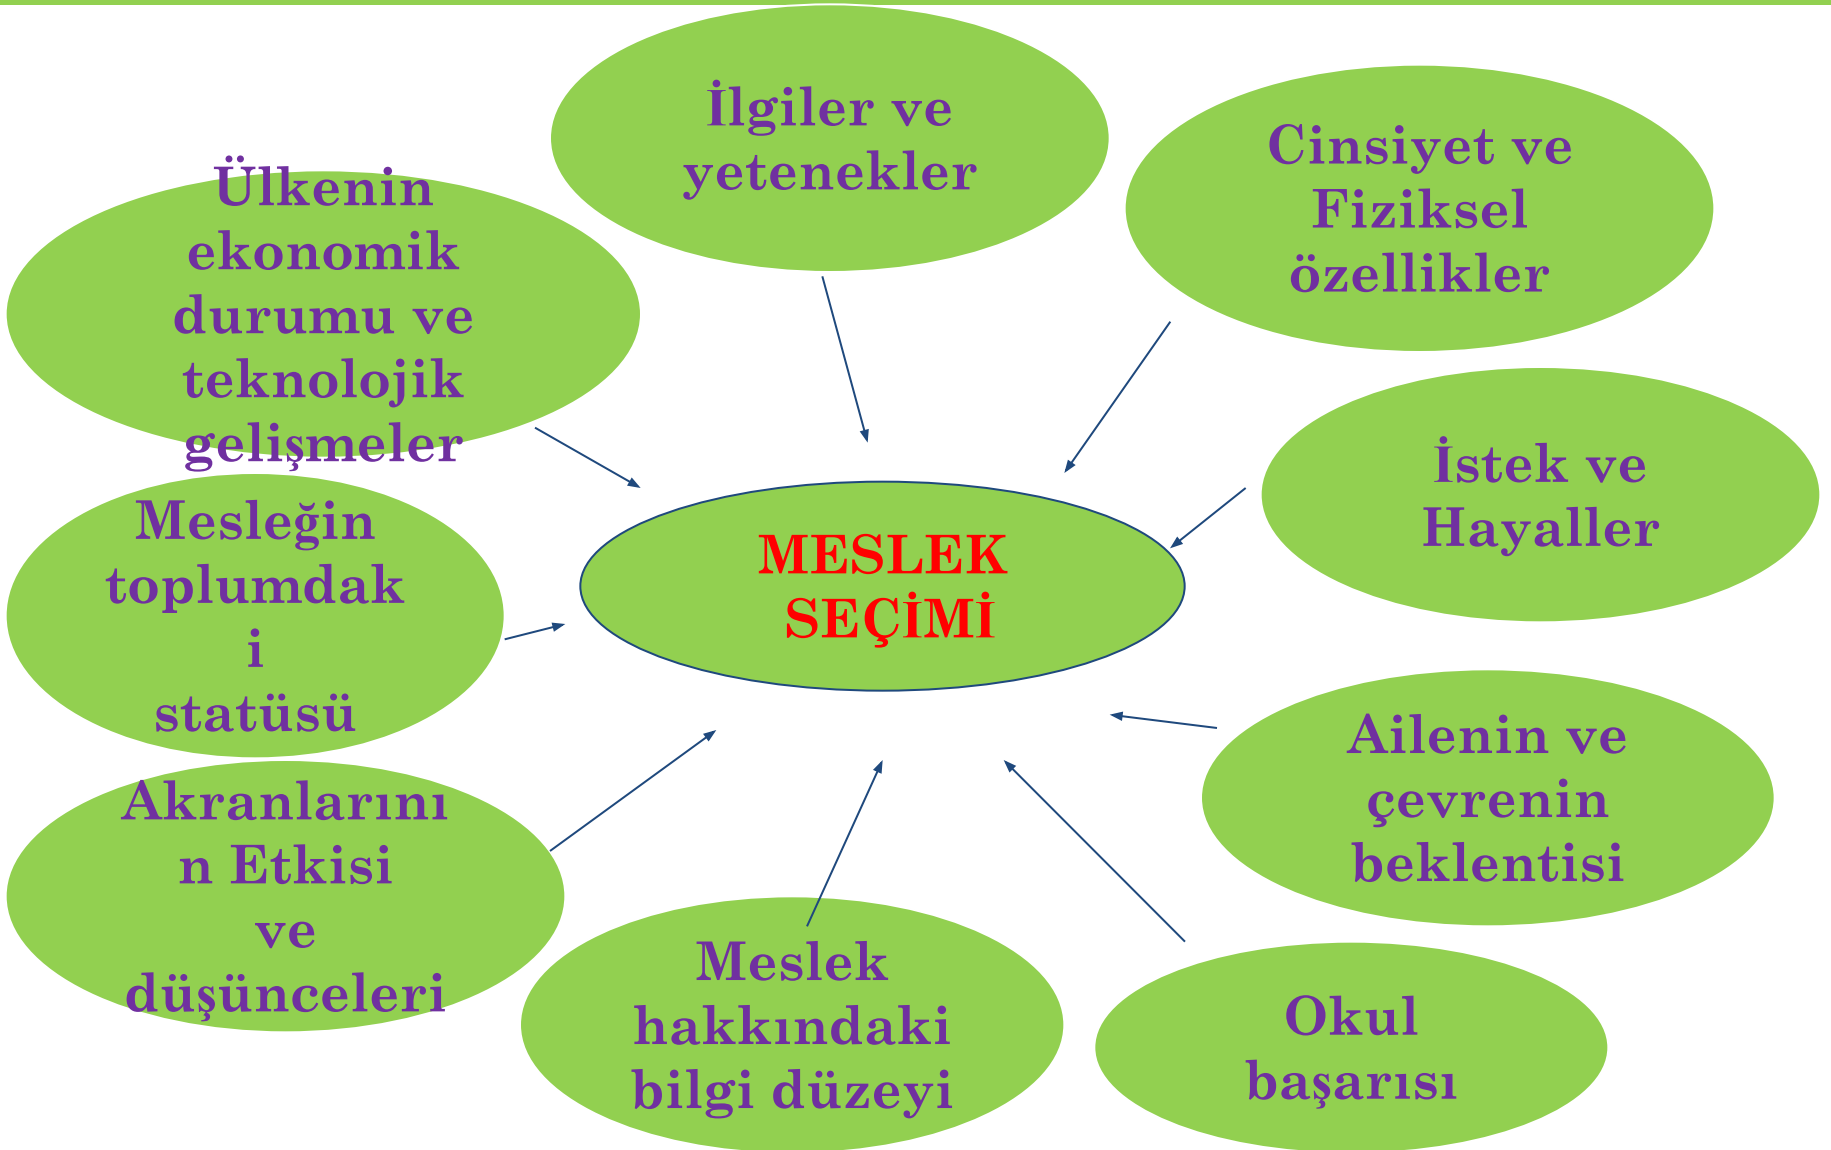 İlgiler ve
yetenekler
Cinsiyet ve
Fiziksel
özellikler
Ülkenin
ekonomik
durumu ve
teknolojik
gelişmeler
İstek ve
Hayaller
Mesleğin
toplumdak
i
statüsü
MESLEK
SEÇİMİ
Ailenin ve
çevrenin
beklentisi
Akranlarını
n Etkisi
ve
düşünceleri
Meslek
hakkındaki
bilgi düzeyi
Okul
başarısı